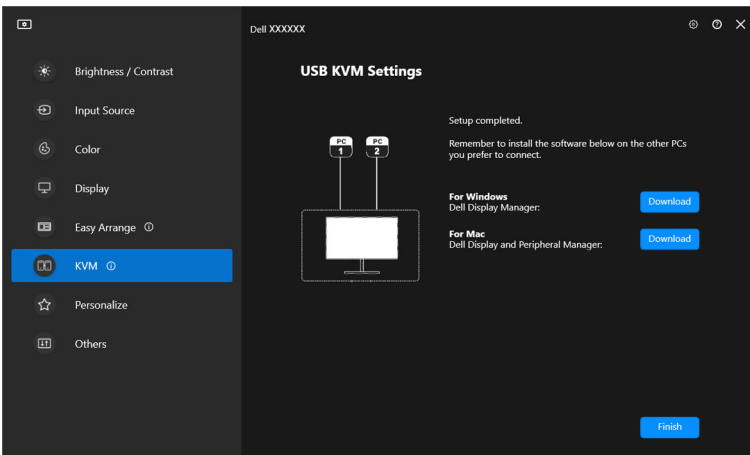 Dell XXXXXX
Brightness / Contrast
Input Source
Color
Display
Easy Arrange
KVM
Personalize
Others
USB KVM Settings
PC
1
PC
2
Setup completed.
Remember to install the software below on the other PCs
you prefer to connect.
For Windows
Dell Display Manager:
Download
For Mac
Dell Display and Peripheral Manager:
Download
Finish